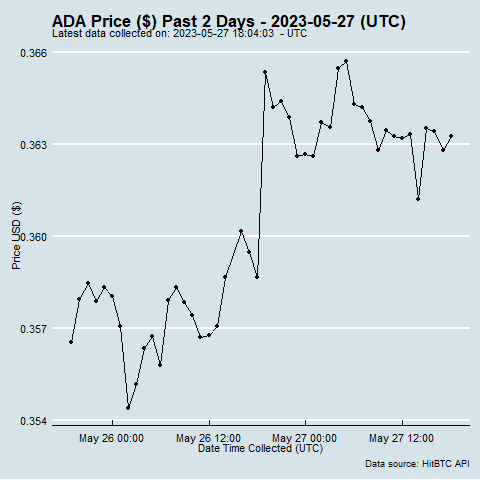 ADA Price ($) Past 2 Days - 2023-05-27 (UTC)
Latest data collected on: 2023-05-27 18:04:03 - UTC
0.366
0.363
0.360
0.357
0.354
Price USD ($)
May 26 00:00
May 26 12:00
May 27 00:00
May 27 12:00
Date Time Collected (UTC)
Data source: HitBTC API